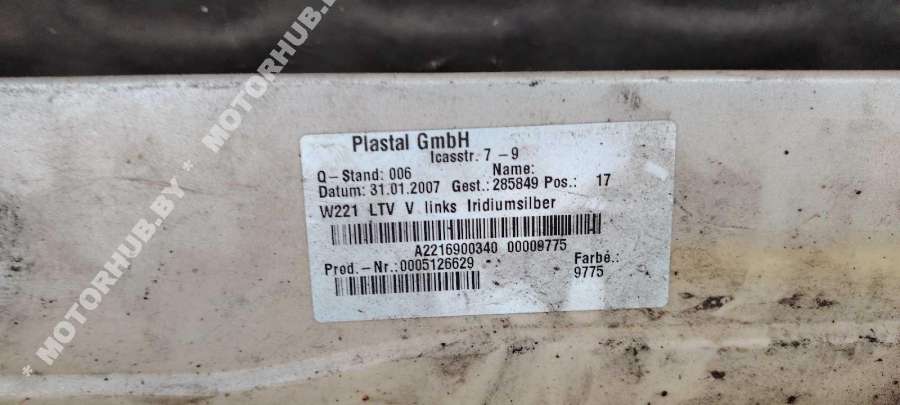 MOTORHUB.BY * MOTORHUB.BY
Plastal GmbH
Icasstr. 7 - 9
Q - Stand: 006 Name:
Datum: 31.01.2007 Gest.: 285849 Pos.: 17
W221 LTV V links Iridiumsilber
A2216900340 00009775
Prod. - Nr.:0005126629 Farbe.:
9775